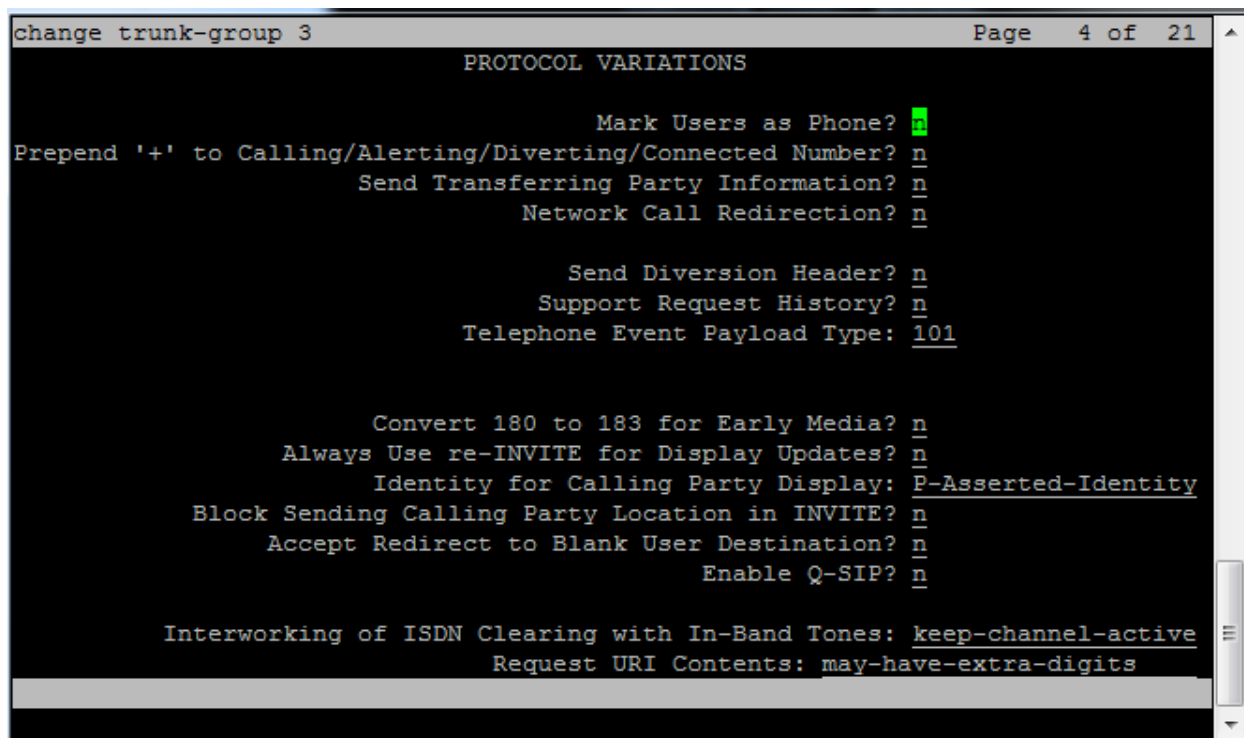 change trunk-group 3 Page 4 of 21
PROTOCOL VARIATIONS
Mark Users as Phone? n
Prepend '+' to Calling/Alerting/Diverting/Connected Number? n
Send Transferring Party Information? n
Network Call Redirection? n
Send Diversion Header? n
Support Request History? n
Telephone Event Payload Type: 101
Convert 180 to 183 for Early Media? n
Always Use re-INVITE for Display Updates? n
Identity for Calling Party Display: P-Asserted-Identity
Block Sending Calling Party Location in INVITE? n
Accept Redirect to Blank User Destination? n
Enable Q-SIP? n
Interworking of ISDN Clearing with In-Band Tones: keep-channel-active
Request URI Contents: may-have-extra-digits